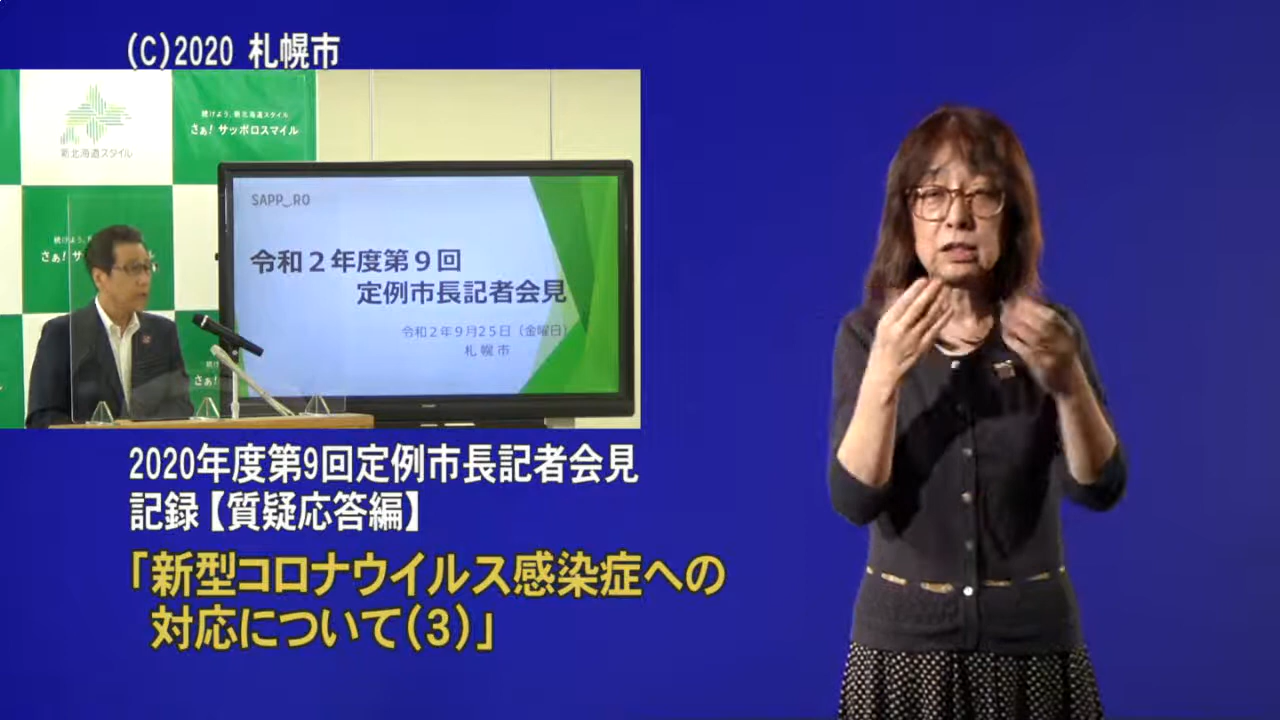 (C)2020 札幌市
新北海道スタイル
続けよう、新北海道スタイル
さぁ! サッポロスマイル
さぁ! サ
さぁ!
SAPP_RO
令和2年度第9回
定例市長記者会見
令和2年9月25日(金曜日)
札幌市
2020年度第9回定例市長記者会見
記録【質疑応答編】
「新型コロナウイルス感染症への
対応について(3)」